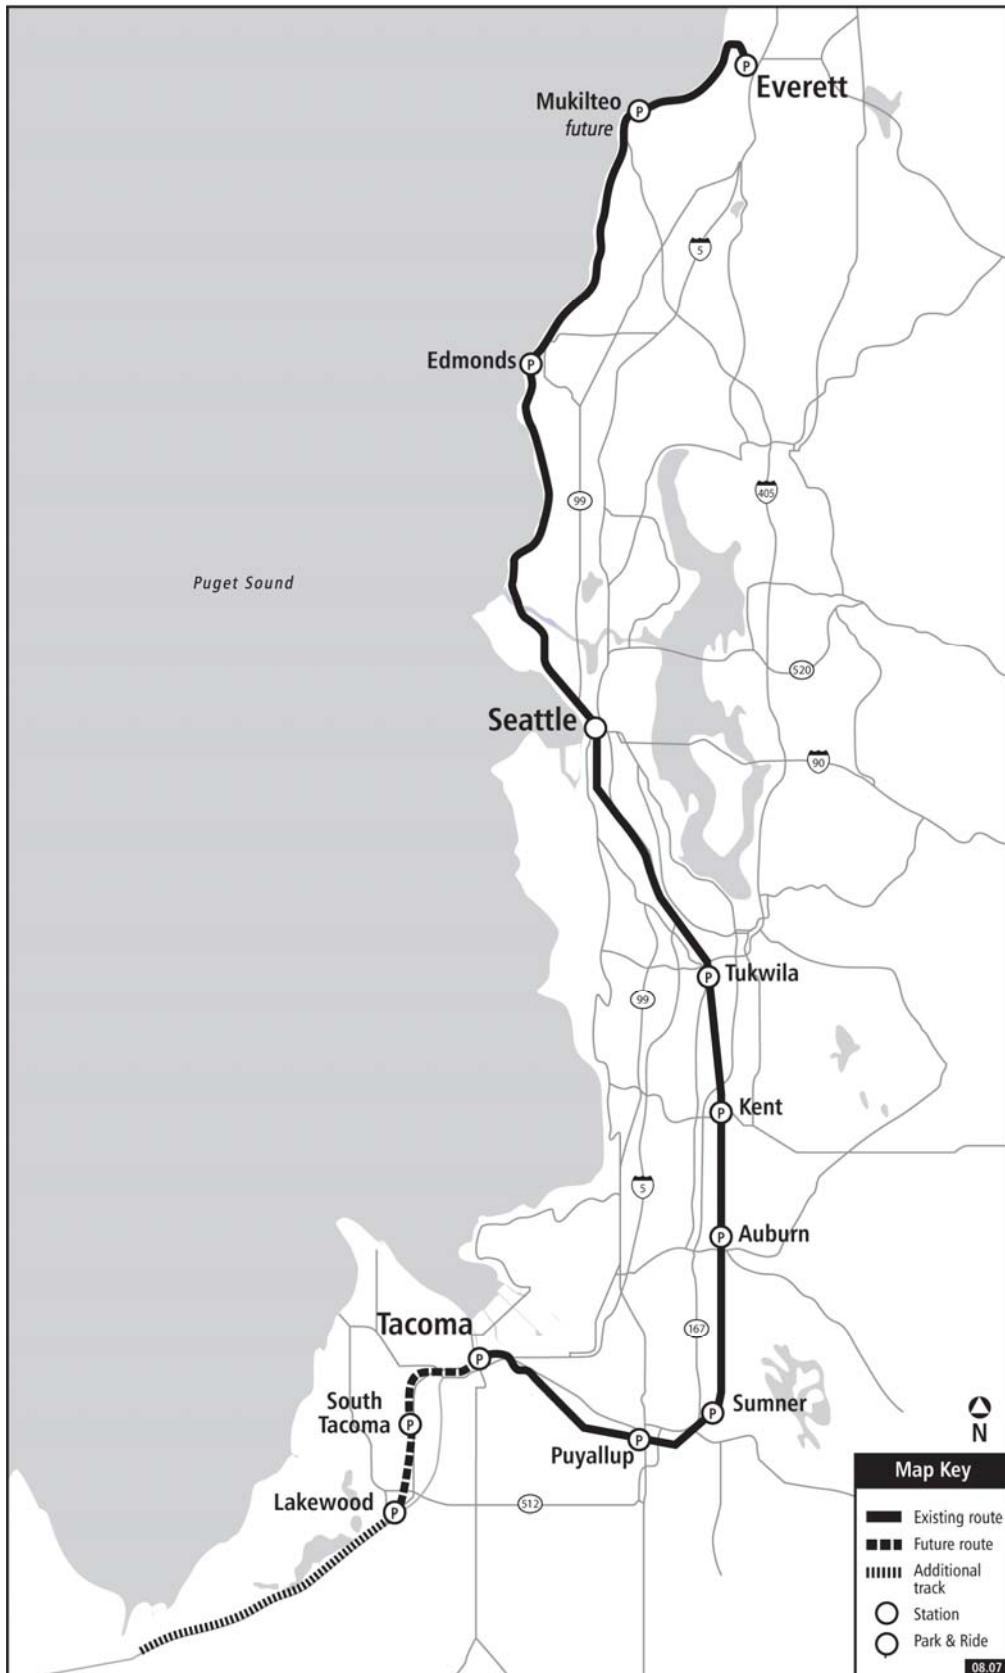 Everett
Mukilteo
future
P
P
5
Edmonds
P
99
405
Puget Sound
520
Seattle
90
P
Tukwila
99
P
Kent
5
P
Auburn
Tacoma
167
P
South
Tacoma
P
P
Sumner
N
P
Puyallup
Lakewood
P
512
Map Key
Existing route
Future route
Additional
track
Station
Park & Ride
08.07